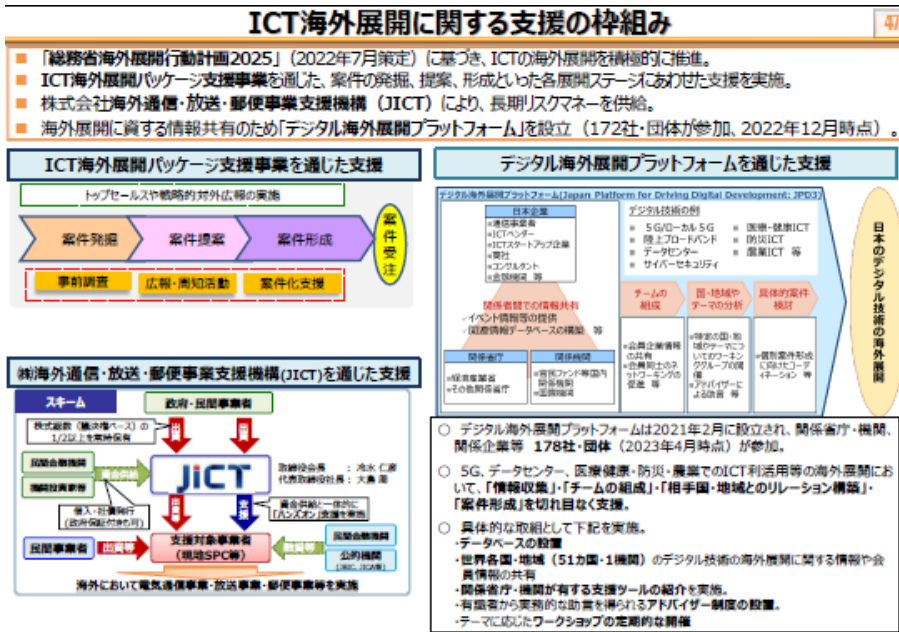 ICT海外展開に関する支援の枠組み
47
■ 「総務省海外展開行動計画2025」（2022年7月策定）に基づき、ICTの海外展開を積極的に推進。
■ ICT海外展開パッケージ支援事業を通じた、案件の発掘、提案、形成といった各展開ステージにあわせた支援を実施。
■ 株式会社海外通信・放送・郵便事業支援機構（JICT）により、長期リスクマネーを供給。
■ 海外展開に資する情報共有のため「デジタル海外展開プラットフォーム」を設立（172社・団体が参加、2022年12月時点）。
ICT海外展開パッケージ支援事業を通じた支援
トップセールスや戦略的対外広報の実施
案件発掘
案件提案
案件形成
案件受注
事前調査
広報・周知活動
案件化支援
㈱海外通信・放送・郵便事業支援機構(JICT)を通じた支援
スキーム
政府・民間事業者
株式総数（議決権ベース）の
1/2以上を常時保有
出資
出資
民間金融機関
機関投資家等
資金供給
JICT
取締役会長 ：
代表取締役社長：大島 周
借入・社債発行
(政府保証付きも可)
出資
支援
資金供給と一体的に
「ハンズオン」支援を実施
民間事業者
出資等
支援対象事業者
(現地SPC等)
融資等
民間金融機関
公的機関
(JBIC, JICA等)
海外において電気通信事業・放送事業・郵便事業等を実施
デジタル海外展開プラットフォームを通じた支援
デジタル海外展開プラットフォーム(Japan Platform for Driving Digital Development: JPD3)
日本企業
■通信事業者
■ICTベンダー
■ICTスタートアップ企業
■商社
■コンサルタント
■金融機関 等
関係者間での情報共有
✓イベント情報等の提供
✓関連情報データベースの構築 等
関係省庁
■経済産業省
■その他関係省庁
関係機関
■官民ファンド等国内
関係機関
■国際機関
デジタル技術の例
■ 5G/ローカル5G
■ 陸上ブロードバンド
■ データセンター
■ サイバーセキュリティ
■ 医療・健康ICT
■ 防災ICT
■ 農業ICT 等
チームの
組成
国・地域や
テーマの分析
具体的案件
検討
■会員企業情報
の共有
■会員同士のネ
ットワーキングの
促進 等
■特定の国・地
域やテーマにつ
いてのワーキン
ググループの開
催
■アドバイザーに
よる助言 等
■個別案件形成
に向けたコーデ
ィネーション 等
日本のデジタル技術の海外展開
○ デジタル海外展開プラットフォームは2021年2月に設立され、関係省庁・機関、
関係企業等 178社・団体（2023年4月時点）が参加。
○ 5G、データセンター、医療健康・防災・農業でのICT利活用等の海外展開にお
いて、「情報収集」・「チームの組成」・「相手国・地域とのリレーション構築」・
「案件形成」を切れ目なく支援。
○ 具体的な取組として下記を実施。
・データベースの設置
・世界各国・地域（51カ国・1機関）のデジタル技術の海外展開に関する情報や会
員情報の共有
・関係省庁・機関が有する支援ツールの紹介を実施。
・有識者から実務的な助言を得られるアドバイザー制度の設置。
・テーマに応じたワークショップの定期的な開催